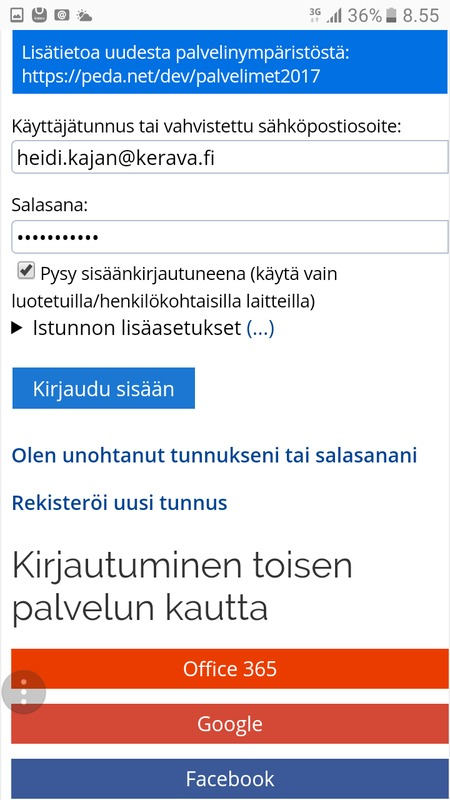 3G 36% 8.55
Lisätietoa uudesta palvelinympäristöstä:
https://peda.net/dev/palvelimet2017
Käyttäjätunnus tai vahvistettu sähköpostiosoite:
heidi.kajan@kerava.fi
Salasana:
•••••••••••
Pysy sisäänkirjautuneena (käytä vain
luotetuilla/henkilökohtaisilla laitteilla)
Istunnon lisäasetukset (...)
Kirjaudu sisään
Olen unohtanut tunnukseni tai salasanani
Rekisteröi uusi tunnus
Kirjautuminen toisen
palvelun kautta
Office 365
Google
Facebook